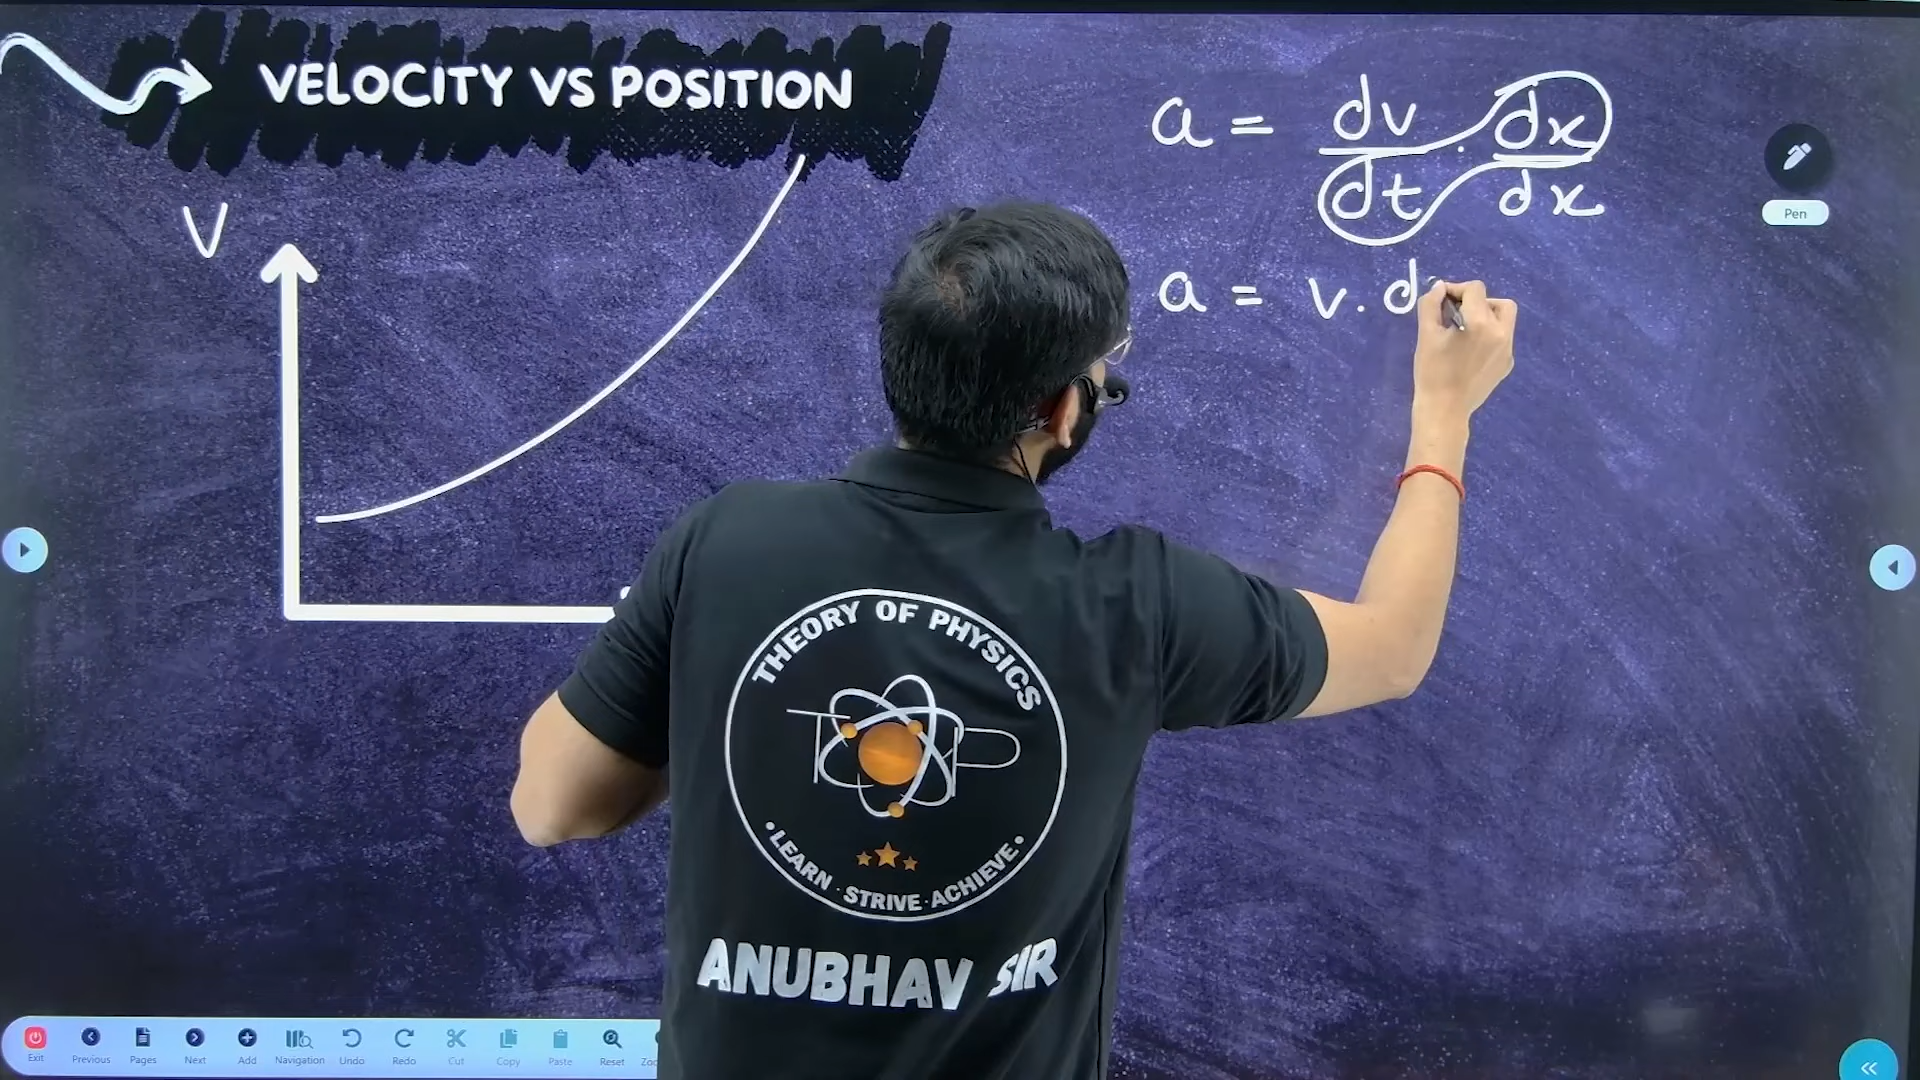 VELOCITY VS POSITION
V
a = dv/dt . dx/dx
a = v . d
Pen
THEORY OF PHYSICS
• LEARN · STRIVE · ACHIEVE •
ANUBHAV SIR
Exit Previous Pages Next Add Navigation Undo Redo Cut Copy Paste Reset